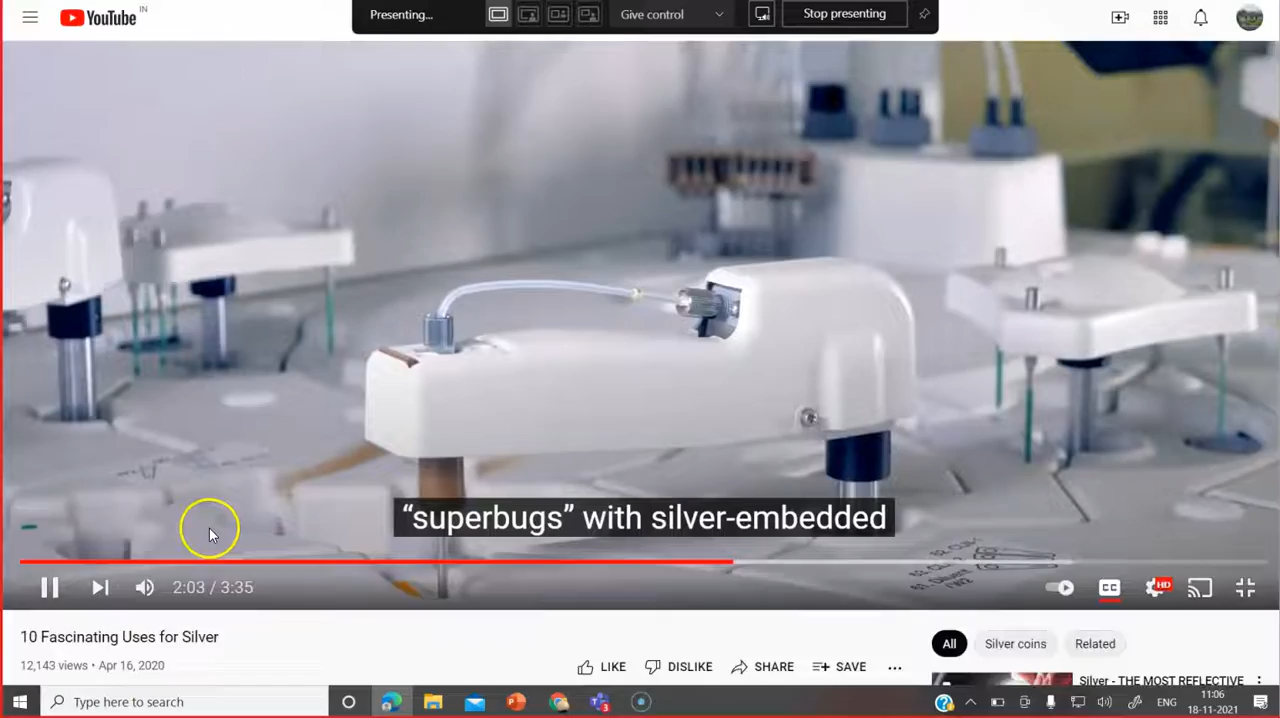 YouTube IN
Presenting...
Give control
Stop presenting
"superbugs" with silver-embedded
2:03 / 3:35
CC
HD
10 Fascinating Uses for Silver
12,143 views • Apr 16, 2020
LIKE
DISLIKE
SHARE
SAVE
All
Silver coins
Related
Silver - THE MOST REFLECTIVE
Type here to search
ENG
11:06
18-11-2021